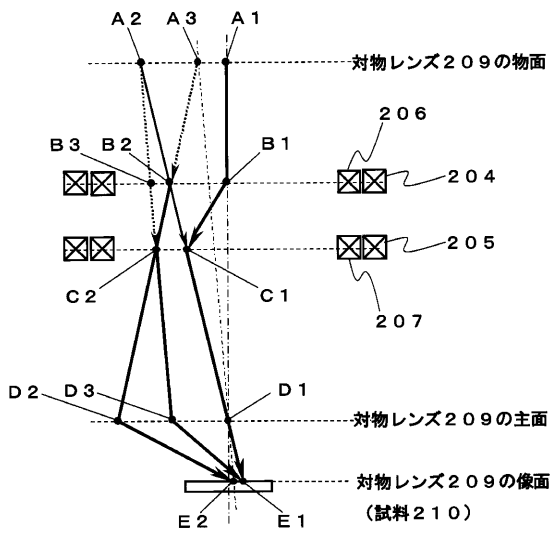 A2 A3 A1
対物レンズ209の物面
206
B3 B2 B1
204
205
C2 C1
207
D2 D3 D1
対物レンズ209の主面
対物レンズ209の像面
E2 E1
(試料210)